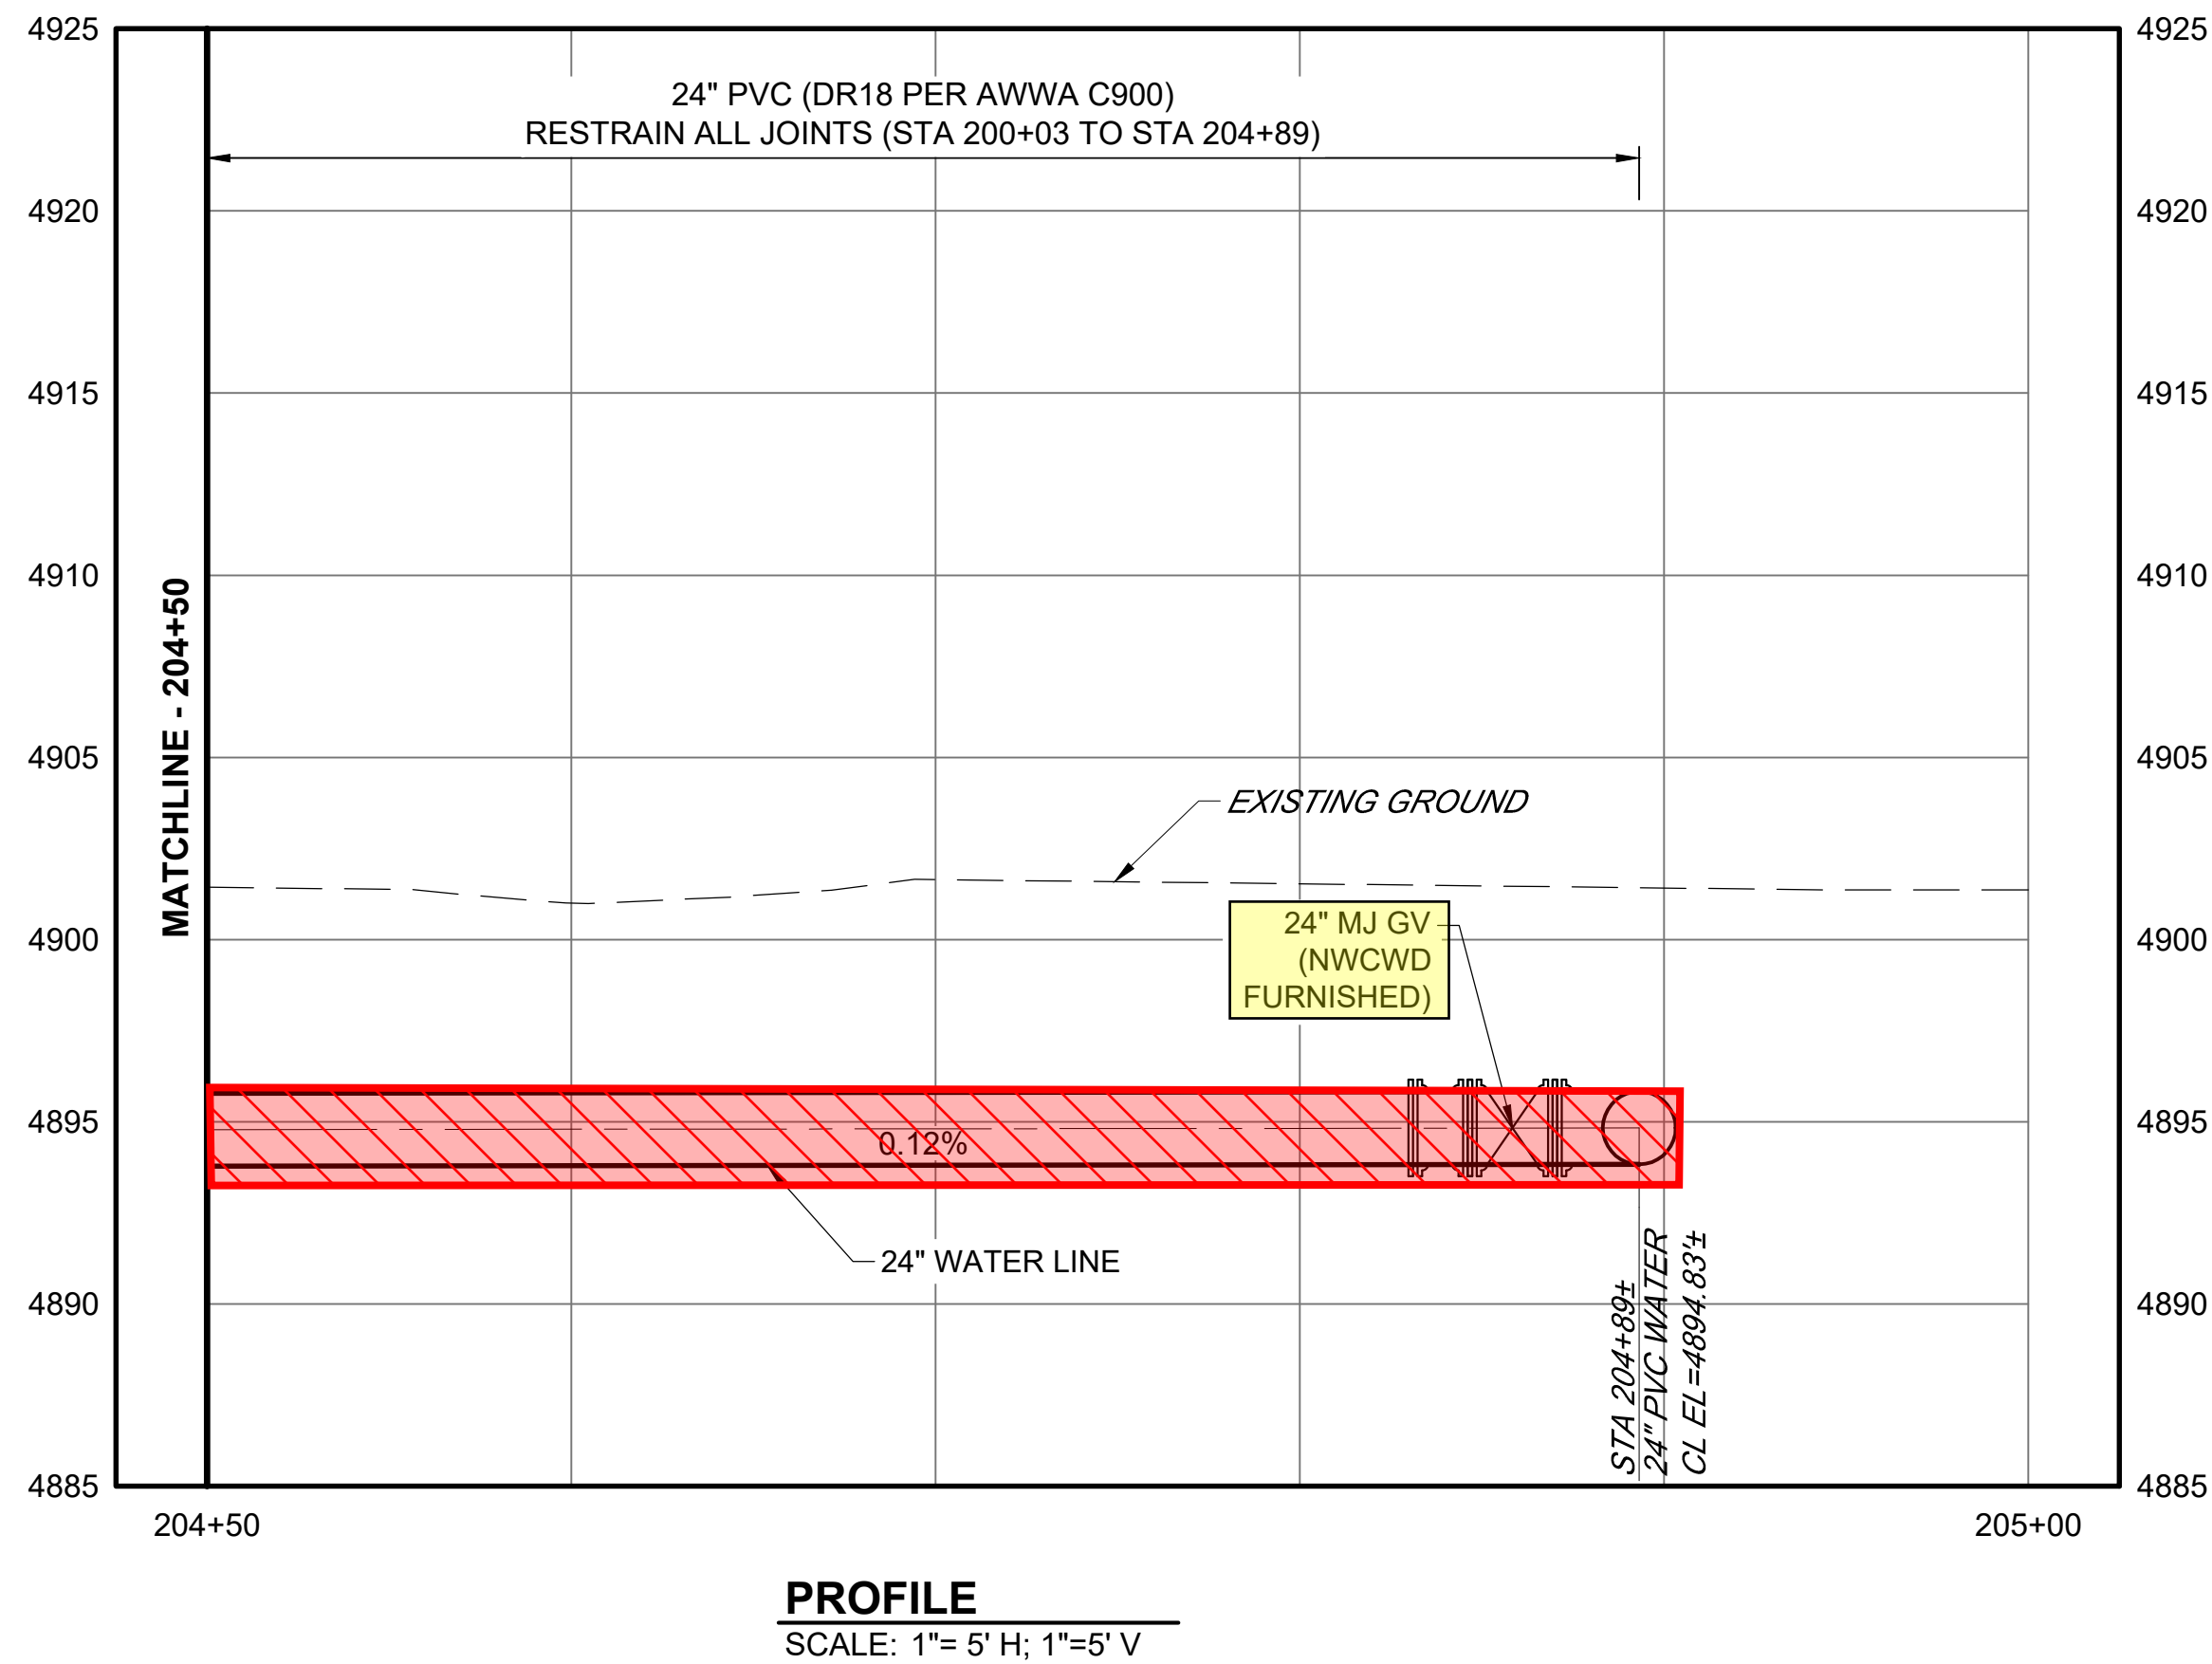 4925
4925
24" PVC (DR18 PER AWWA C900)
RESTRAIN ALL JOINTS (STA 200+03 TO STA 204+89)
4920
4920
4915
4915
4910
4910
MATCHLINE - 204+50
4905
4905
EXISTING GROUND
4900
4900
24" MJ GV
(NWCWD
FURNISHED)
4895
4895
0.12%
24" WATER LINE
STA 204+89±
24" PVC WATER
CL EL=4894.83'±
4890
4890
4885
4885
204+50
205+00
PROFILE
SCALE: 1"= 5' H; 1"=5' V